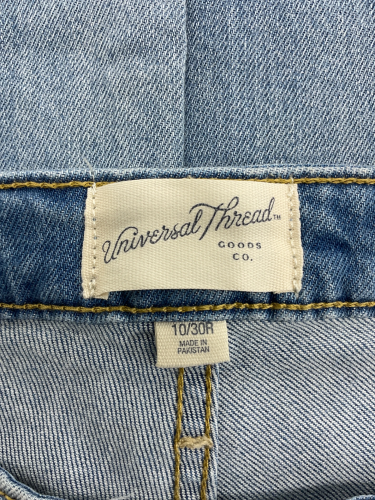 Universal Thread™
GOODS
CO.
10/30R
MADE IN
PAKISTAN